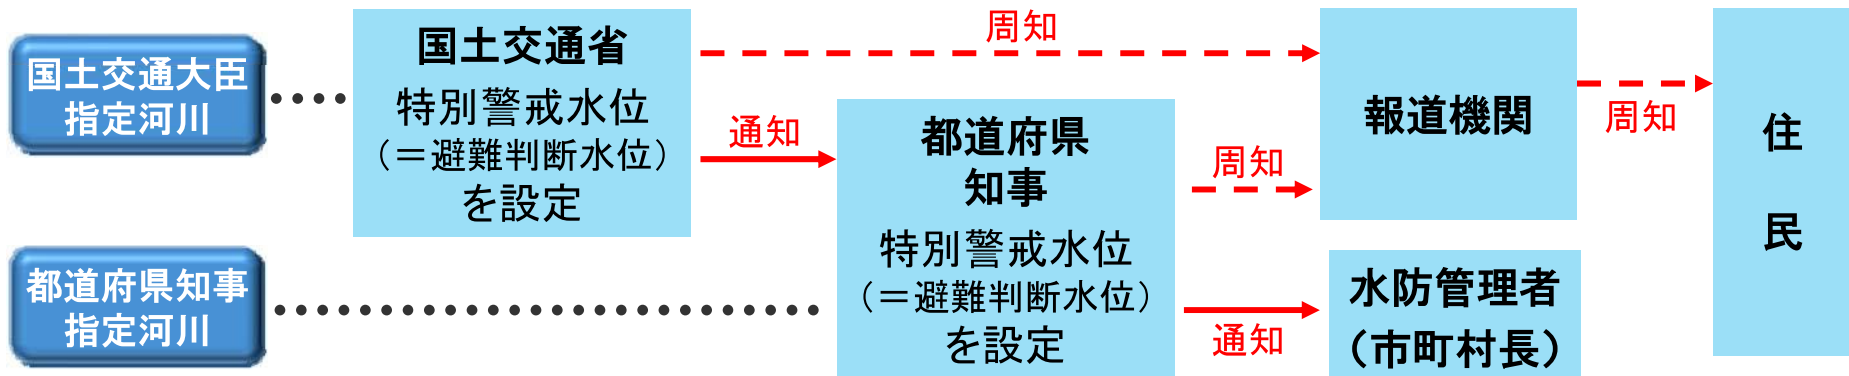 国土交通大臣
指定河川
国土交通省
特別警戒水位
（＝避難判断水位）
を設定
周知
通知
都道府県
知事
特別警戒水位
（＝避難判断水位）
を設定
周知
報道機関
周知
住
民
都道府県知事
指定河川
通知
水防管理者
（市町村長）